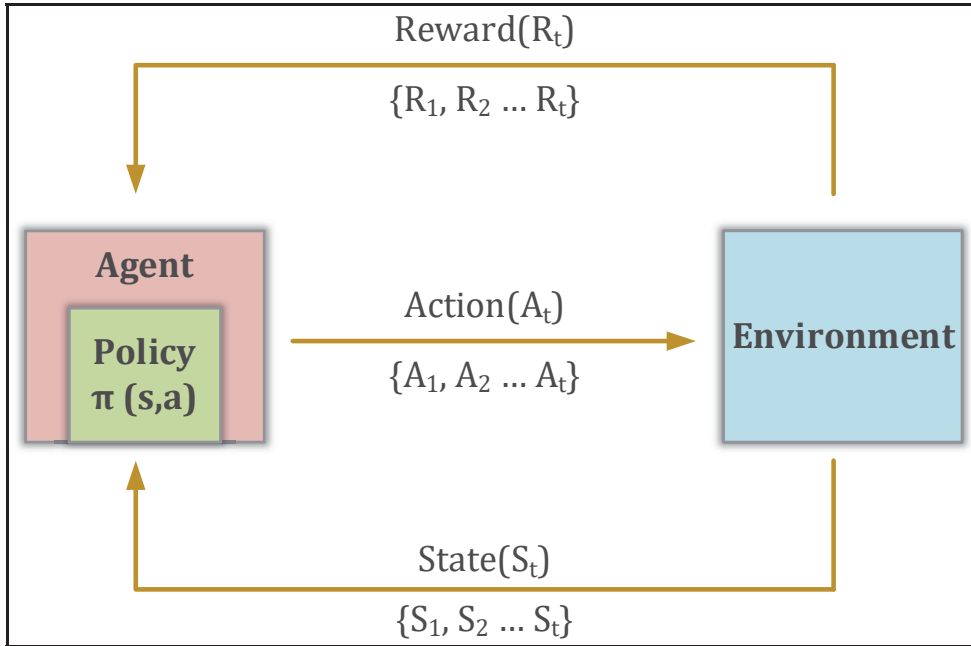 Reward(Rₜ)
{R₁, R₂ ... Rₜ}
Agent
Policy
π (s,a)
Action(Aₜ)
{A₁, A₂ ... Aₜ}
Environment
State(Sₜ)
{S₁, S₂ ... Sₜ}